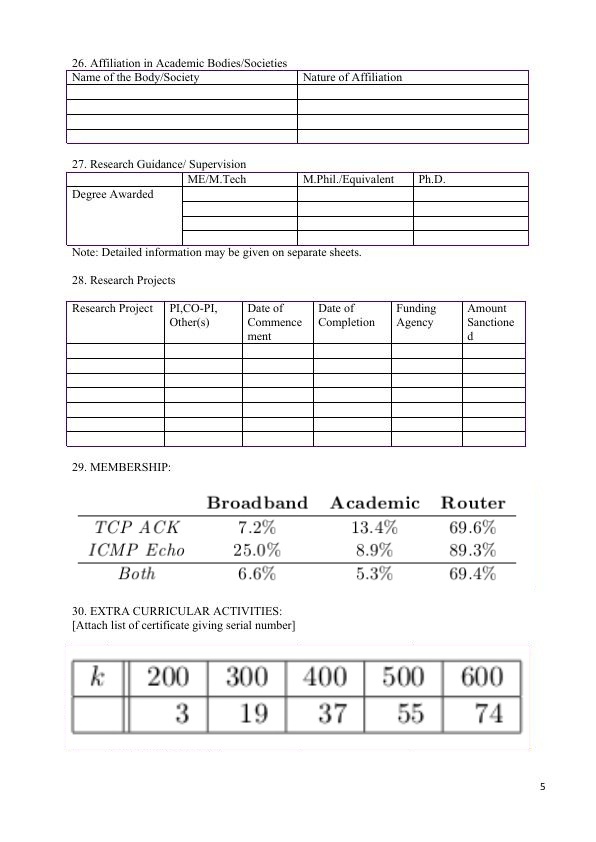 26. Affiliation in Academic Bodies/Societies
Name of the Body/Society Nature of Affiliation
27. Research Guidance/ Supervision
ME/M.Tech M.Phil./Equivalent Ph.D.
Degree Awarded
Note: Detailed information may be given on separate sheets.
28. Research Projects
Research Project PI,CO-PI, Date of Date of Funding Amount
Other(s) Commence Completion Agency Sanctione
ment d
29. MEMBERSHIP:
Broadband Academic Router
TCP ACK 7.2% 13.4% 69.6%
ICMP Echo 25.0% 8.9% 89.3%
Both 6.6% 5.3% 69.4%
30. EXTRA CURRICULAR ACTIVITIES:
[Attach list of certificate giving serial number]
k 200 300 400 500 600
3 19 37 55 74
5